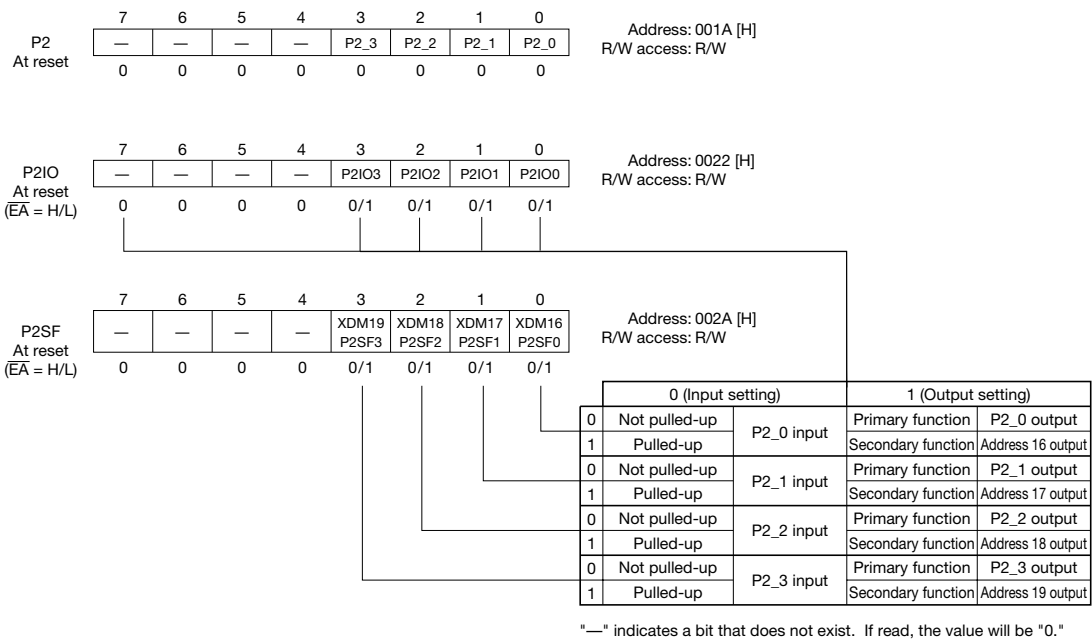 7 6 5 4 3 2 1 0
P2 — — — — P2_3 P2_2 P2_1 P2_0
At reset 0 0 0 0 0 0 0 0
Address: 001A [H]
R/W access: R/W
7 6 5 4 3 2 1 0
P2IO — — — — P2IO3 P2IO2 P2IO1 P2IO0
At reset
(EA = H/L) 0 0 0 0 0/1 0/1 0/1 0/1
Address: 0022 [H]
R/W access: R/W
7 6 5 4 3 2 1 0
XDM19 XDM18 XDM17 XDM16
P2SF — — — — P2SF3 P2SF2 P2SF1 P2SF0
At reset
(EA = H/L) 0 0 0 0 0/1 0/1 0/1 0/1
Address: 002A [H]
R/W access: R/W
0 (Input setting) 1 (Output setting)
0 Not pulled-up P2_0 input Primary function P2_0 output
1 Pulled-up Secondary function Address 16 output
0 Not pulled-up P2_1 input Primary function P2_1 output
1 Pulled-up Secondary function Address 17 output
0 Not pulled-up P2_2 input Primary function P2_2 output
1 Pulled-up Secondary function Address 18 output
0 Not pulled-up P2_3 input Primary function P2_3 output
1 Pulled-up Secondary function Address 19 output
"—" indicates a bit that does not exist. If read, the value will be "0."